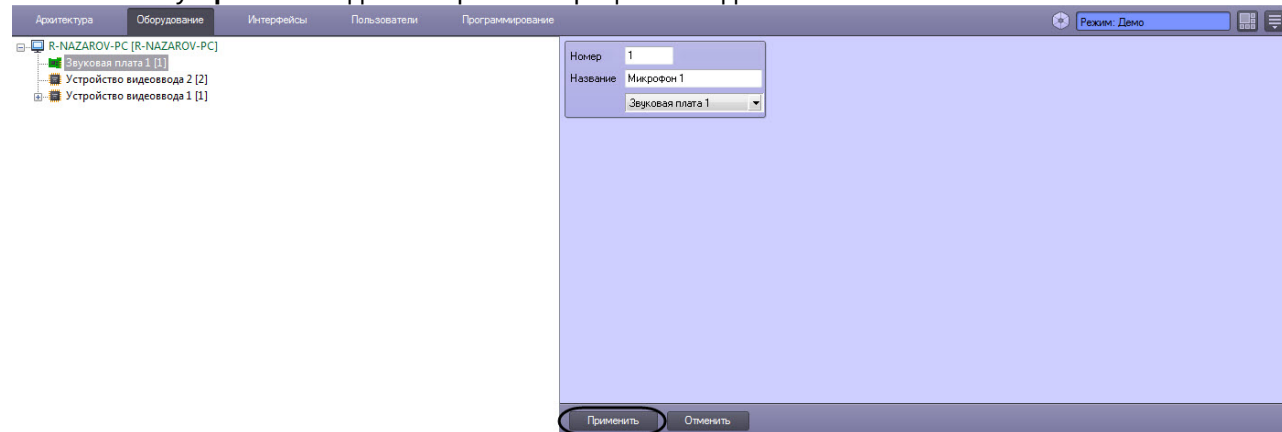 Архитектура Оборудование Интерфейсы Пользователи Программирование Режим: Демо
R-NAZAROV-PC [R-NAZAROV-PC]
Звуковая плата 1 [1]
Устройство видеоввода 2 [2]
Устройство видеоввода 1 [1]
Номер 1
Название Микрофон 1
Звуковая плата 1
Применить Отменить